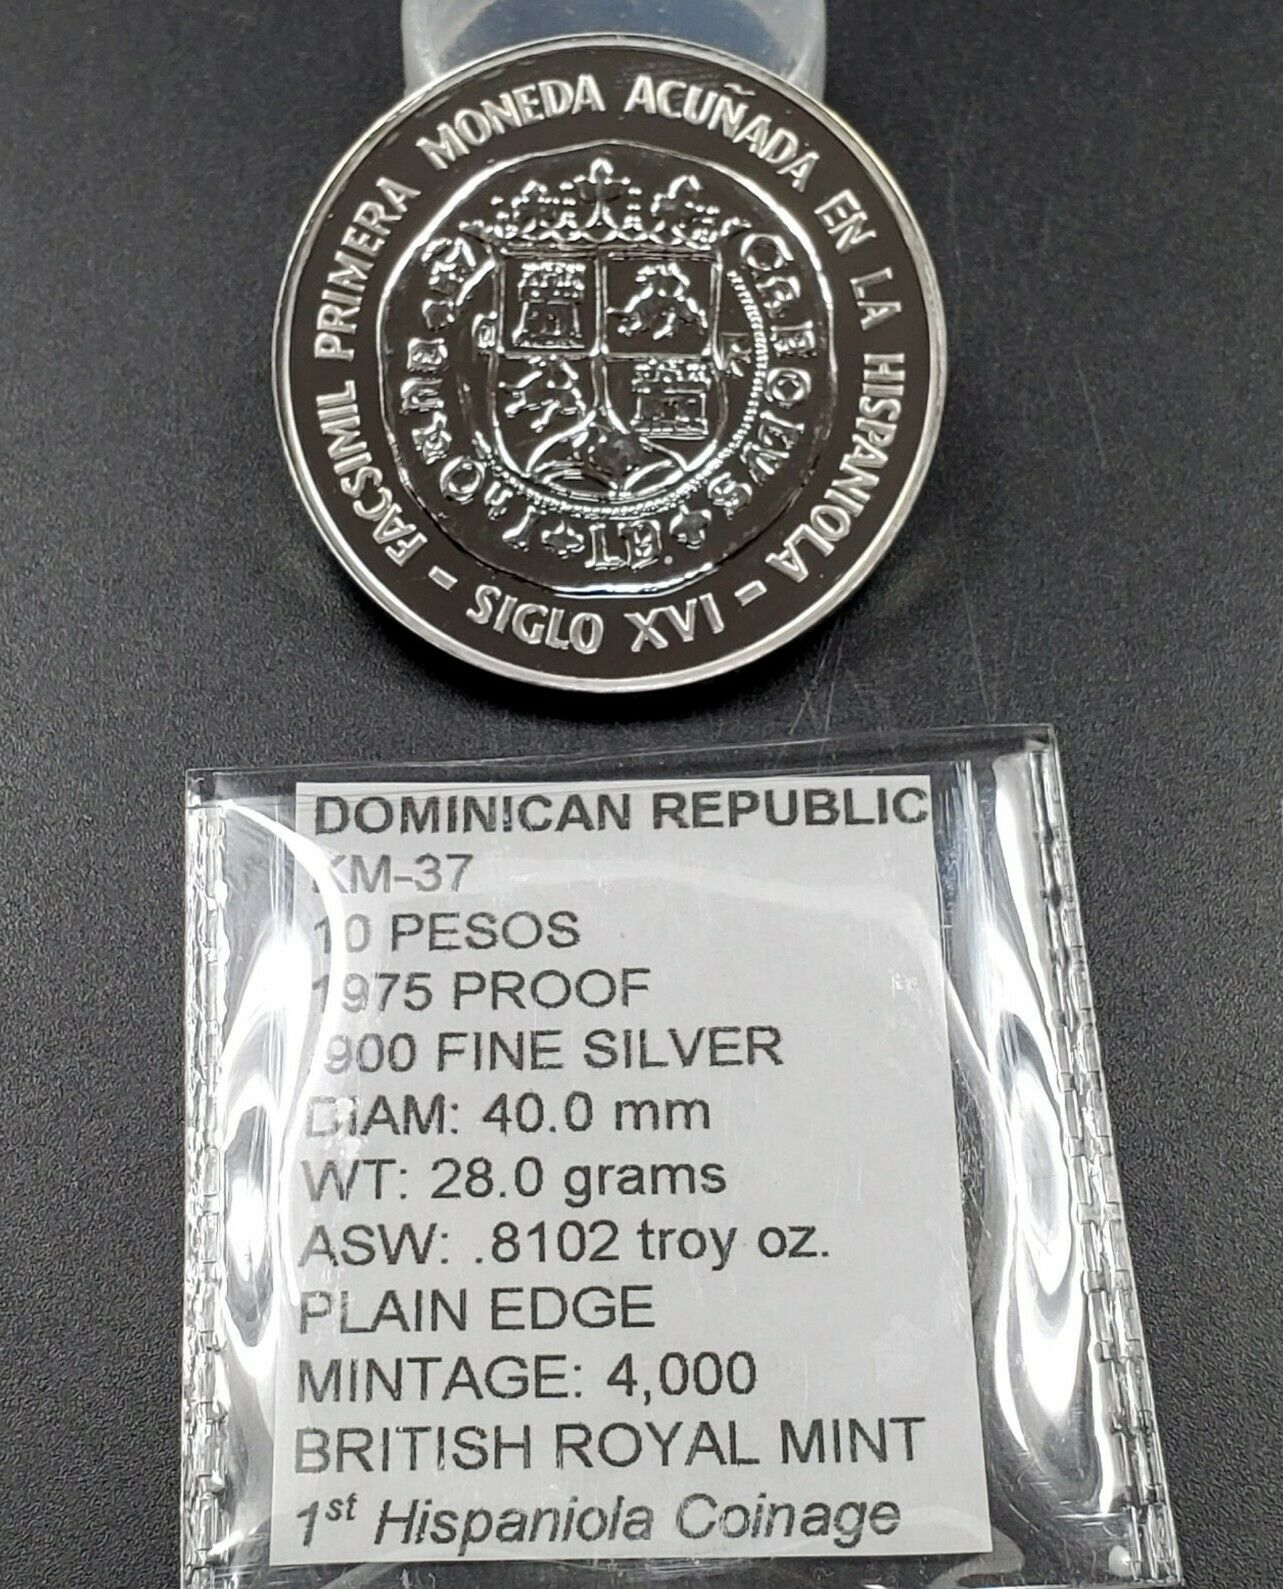 FACSIMIL PRIMERA MONEDA ACUÑADA EN LA HISPANIOLA -
SIGLO XVI -
DOMINICAN REPUBLIC
KM-37
10 PESOS
1975 PROOF
.900 FINE SILVER
DIAM: 40.0 mm
WT: 28.0 grams
ASW: .8102 troy oz.
PLAIN EDGE
MINTAGE: 4,000
BRITISH ROYAL MINT
1st Hispaniola Coinage